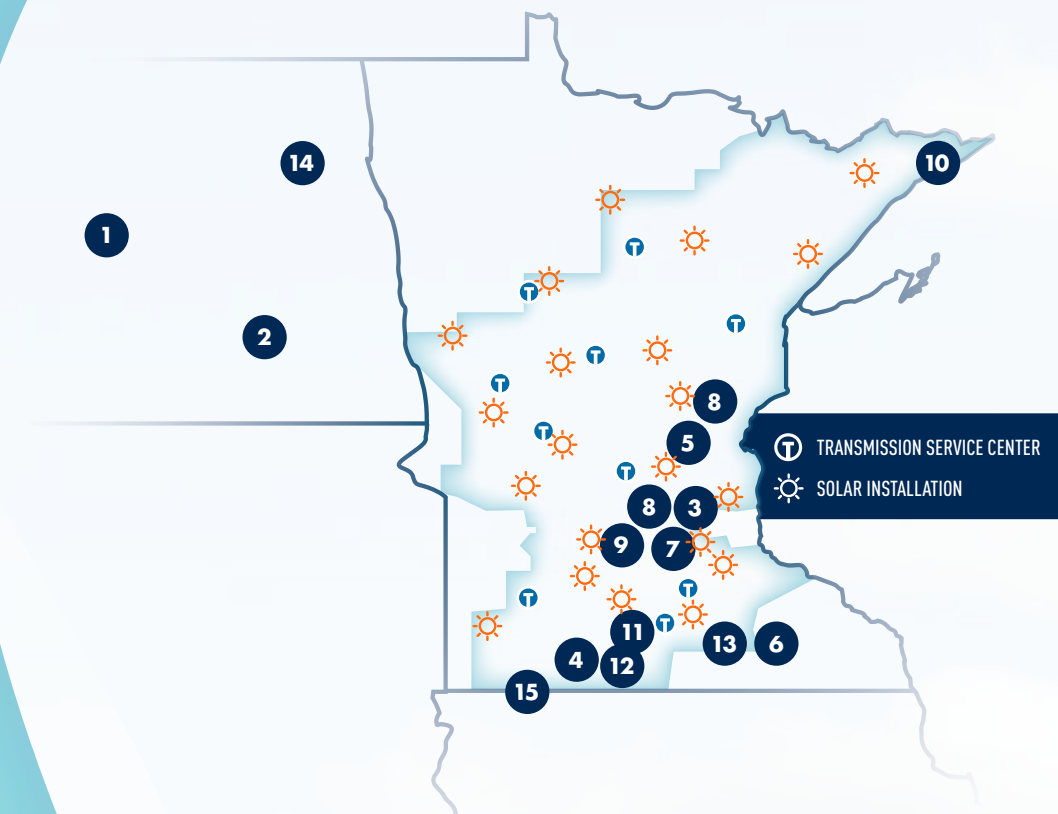 14
10
1
2
8
5
T TRANSMISSION SERVICE CENTER
SOLAR INSTALLATION
8
3
9
7
11
13
6
4
12
15
T
T
T
T
T
T
T
T
T
T